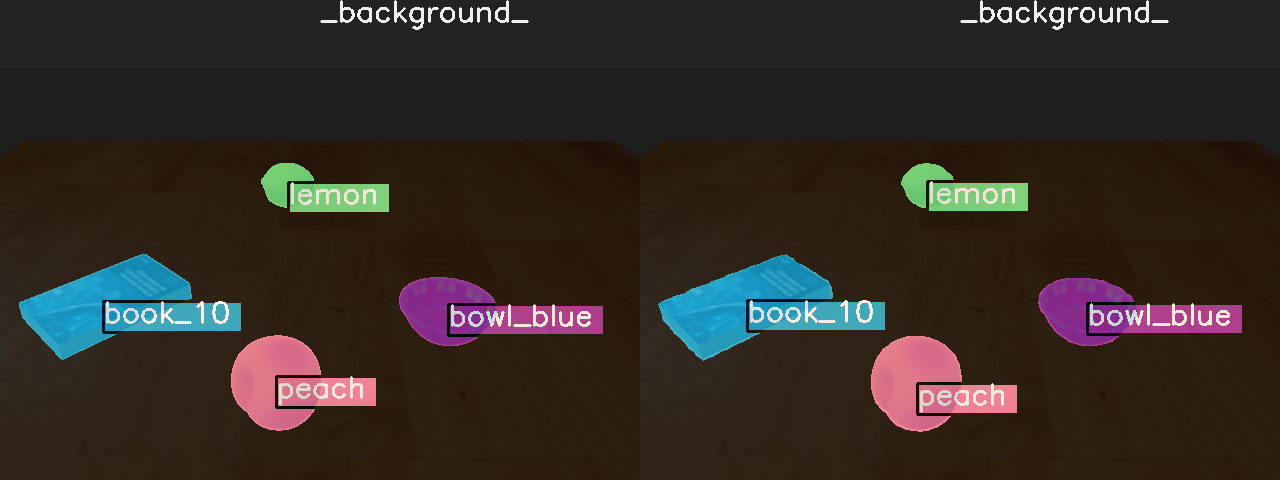 _background_
_background_
lemon
lemon
book_10
bowl_blue
book_10
bowl_blue
peach
peach